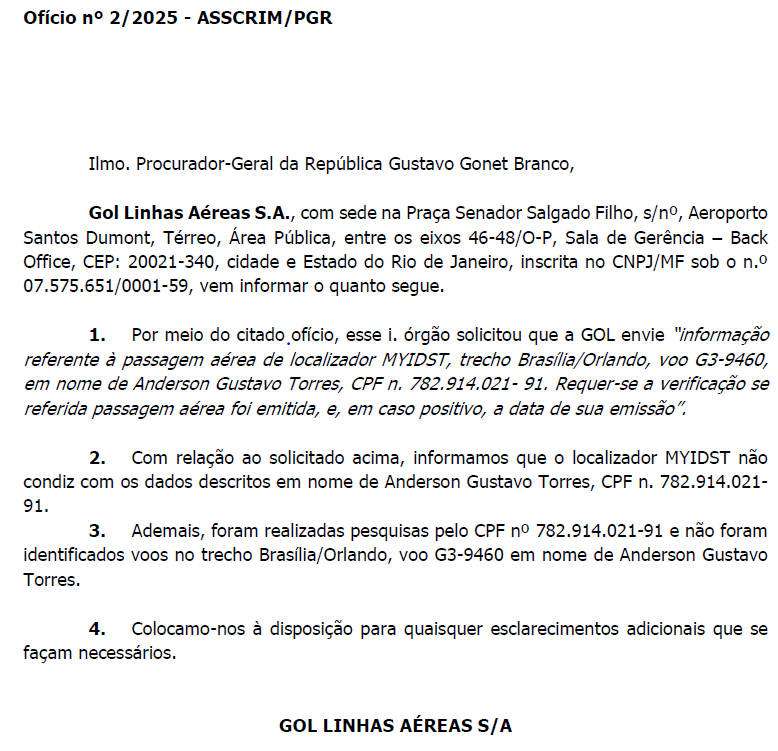 Ofício nº 2/2025 - ASSCRIM/PGR
Ilmo. Procurador-Geral da República Gustavo Gonet Branco,
Gol Linhas Aéreas S.A., com sede na Praça Senador Salgado Filho, s/nº, Aeroporto
Santos Dumont, Térreo, Área Pública, entre os eixos 46-48/O-P, Sala de Gerência – Back
Office, CEP: 20021-340, cidade e Estado do Rio de Janeiro, inscrita no CNPJ/MF sob o n.º
07.575.651/0001-59, vem informar o quanto segue.
1. Por meio do citado ofício, esse i. órgão solicitou que a GOL envie “informação
referente à passagem aérea de localizador MYIDST, trecho Brasília/Orlando, voo G3-9460,
em nome de Anderson Gustavo Torres, CPF n. 782.914.021- 91. Requer-se a verificação se
referida passagem aérea foi emitida, e, em caso positivo, a data de sua emissão”.
2. Com relação ao solicitado acima, informamos que o localizador MYIDST não
condiz com os dados descritos em nome de Anderson Gustavo Torres, CPF n. 782.914.021-
91.
3. Ademais, foram realizadas pesquisas pelo CPF nº 782.914.021-91 e não foram
identificados voos no trecho Brasília/Orlando, voo G3-9460 em nome de Anderson Gustavo
Torres.
4. Colocamo-nos à disposição para quaisquer esclarecimentos adicionais que se
façam necessários.
GOL LINHAS AÉREAS S/A